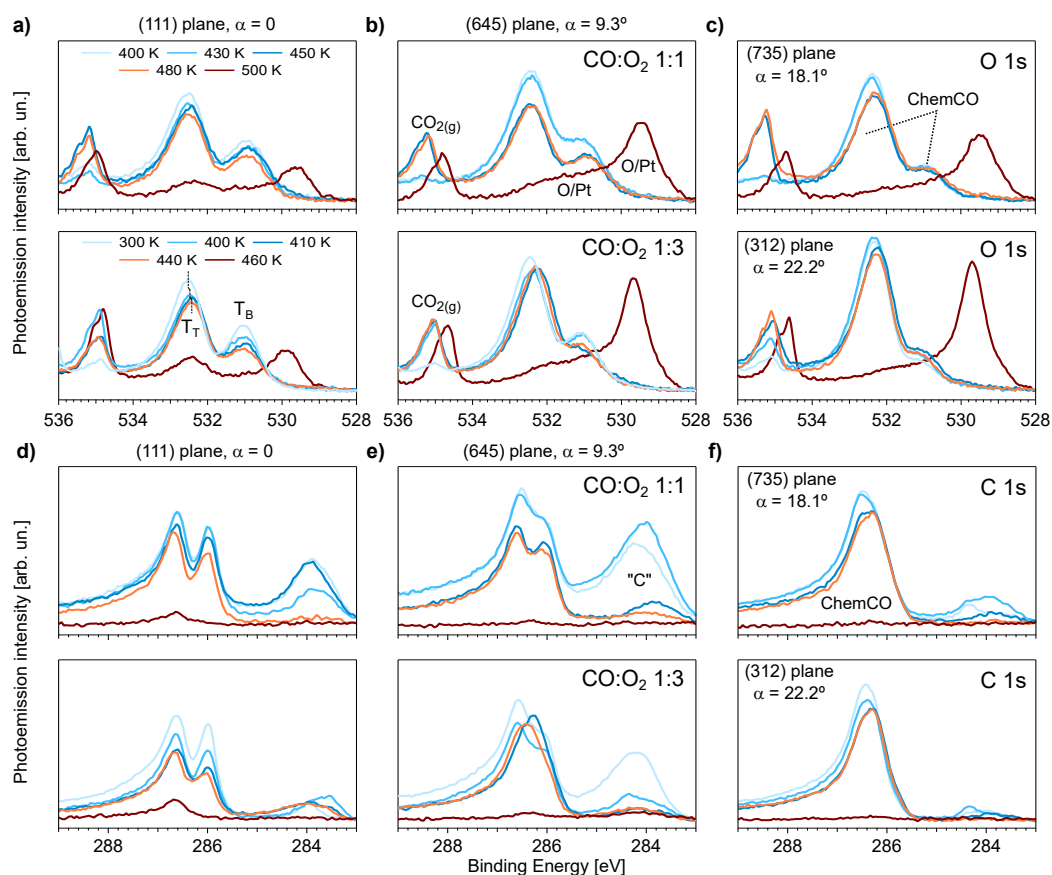 a) (111) plane, α = 0
400 K 430 K 450 K
480 K 500 K
b) (645) plane, α = 9.3º
CO:O₂ 1:1
CO₂₍g₎
O/Pt
O/Pt
c)
(735) plane
α = 18.1º
O 1s
ChemCO
Photoemission intensity [arb. un.]
300 K 400 K 410 K
440 K 460 K
T_T
T_B
536 534 532 530 528
CO:O₂ 1:3
CO₂₍g₎
536 534 532 530 528
(312) plane
α = 22.2º
O 1s
536 534 532 530 528
d) (111) plane, α = 0
e) (645) plane, α = 9.3º
CO:O₂ 1:1
"C"
f)
(735) plane
α = 18.1º
C 1s
ChemCO
Photoemission intensity [arb. un.]
288 286 284
CO:O₂ 1:3
288 286 284
(312) plane
α = 22.2º
C 1s
288 286 284
Binding Energy [eV]